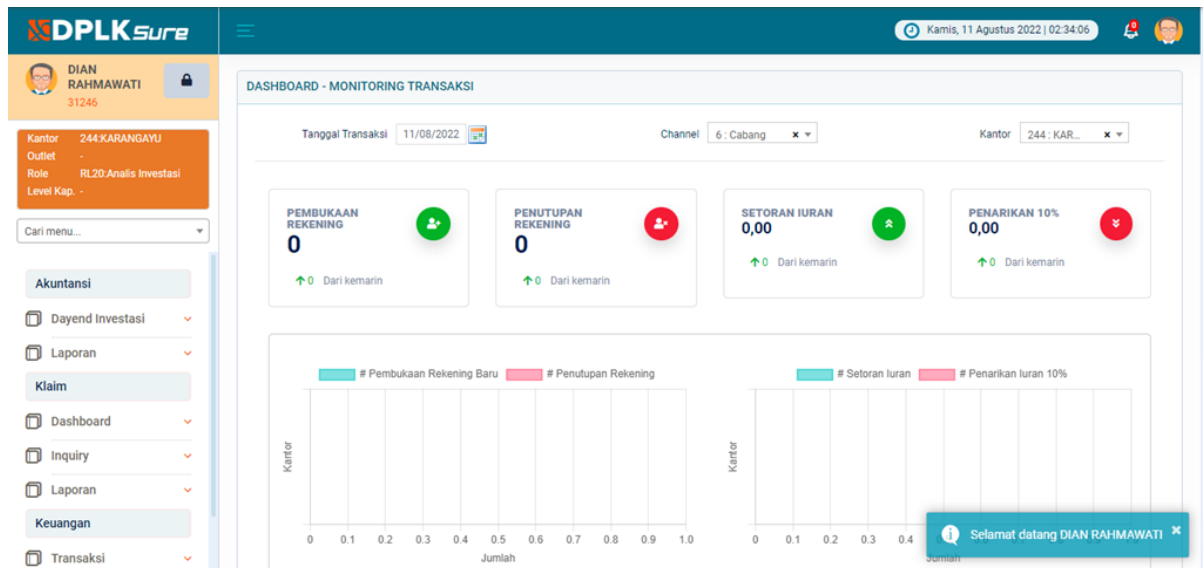 DPLKSure
Kamis, 11 Agustus 2022 | 02:34:06
DIAN
RAHMAWATI
31246
Kantor 244:KARANGAYU
Outlet -
Role RL20:Analis Investasi
Level Kap. -
Cari menu...
Akuntansi
Dayend Investasi
Laporan
Klaim
Dashboard
Inquiry
Laporan
Keuangan
Transaksi
DASHBOARD - MONITORING TRANSAKSI
Tanggal Transaksi 11/08/2022 Channel 6 : Cabang x Kantor 244 : KAR... x
PEMBUKAAN
REKENING
0
0 Dari kemarin
PENUTUPAN
REKENING
0
0 Dari kemarin
SETORAN IURAN
0,00
0 Dari kemarin
PENARIKAN 10%
0,00
0 Dari kemarin
# Pembukaan Rekening Baru # Penutupan Rekening
Kantor
0 0.1 0.2 0.3 0.4 0.5 0.6 0.7 0.8 0.9 1.0
Jumlah
# Setoran Iuran # Penarikan Iuran 10%
Kantor
0 0.1 0.2 0.3 0.4
Jumlah
Selamat datang DIAN RAHMAWATI ×